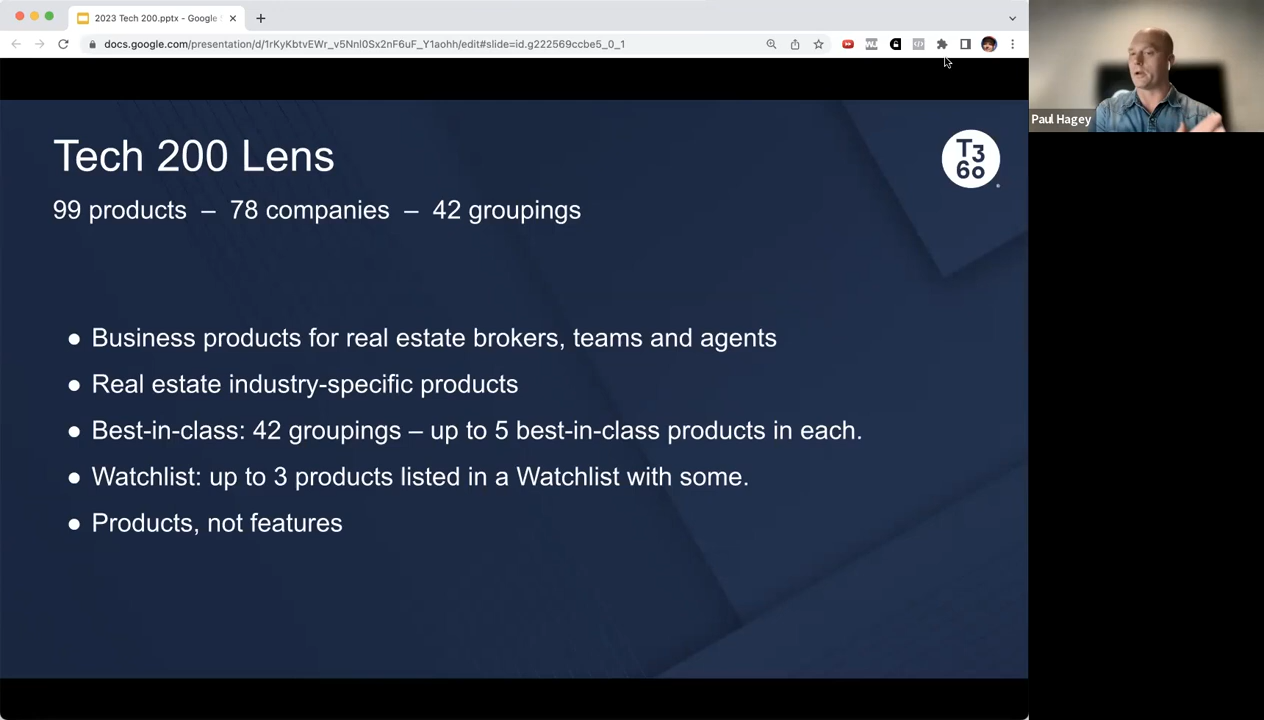 2023 Tech 200.pptx - Google
docs.google.com/presentation/d/1rKyKbtvEWr_v5Nnl0Sx2nF6uF_Y1aohh/edit#slide=id.g222569ccbe5_0_1
Paul Hagey
Tech 200 Lens
T3
60
99 products – 78 companies – 42 groupings
● Business products for real estate brokers, teams and agents
● Real estate industry-specific products
● Best-in-class: 42 groupings – up to 5 best-in-class products in each.
● Watchlist: up to 3 products listed in a Watchlist with some.
● Products, not features